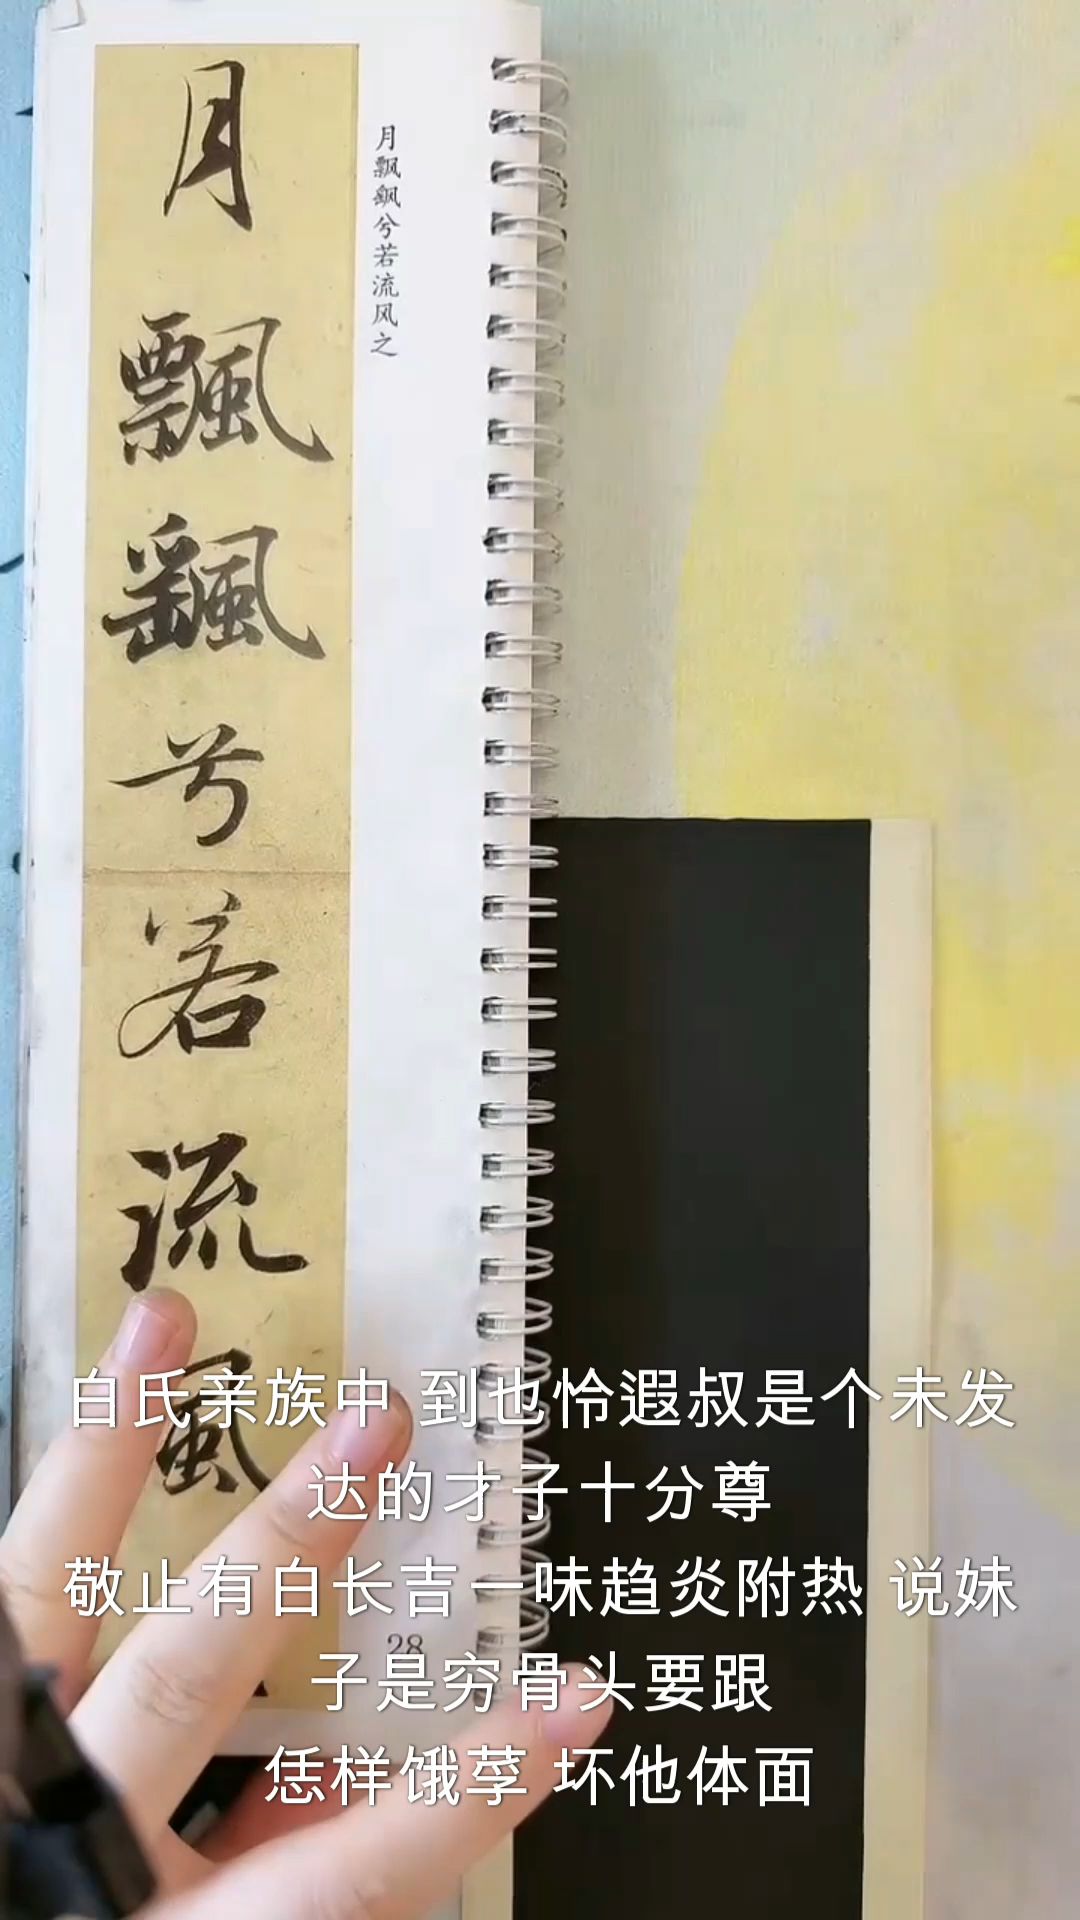 月飄飖兮若流風
月飘飖兮若流风之
28
白氏亲族中 到也怜遐叔是个未发
达的才子十分尊
敬止有白长吉一味趋炎附热 说妹
子是穷骨头要跟
恁样饿莩 坏他体面